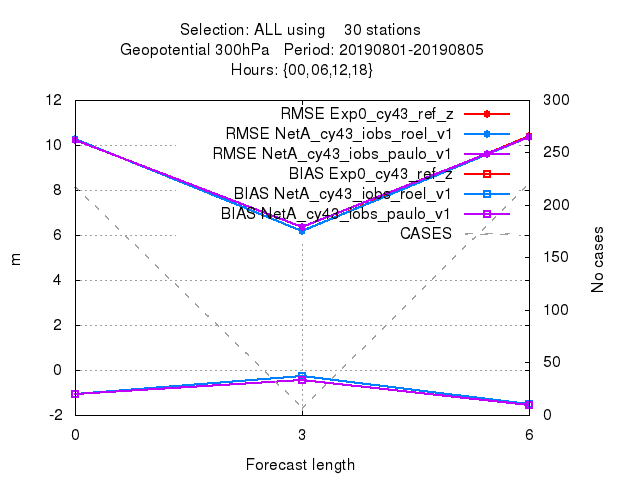 Selection: ALL using    30 stations
Geopotential 300hPa   Period: 20190801-20190805
Hours: {00,06,12,18}
12
10
8
6
4
2
0
-2
m
RMSE Exp0_cy43_ref_z
RMSE NetA_cy43_iobs_roel_v1
RMSE NetA_cy43_iobs_paulo_v1
BIAS Exp0_cy43_ref_z
BIAS NetA_cy43_iobs_roel_v1
BIAS NetA_cy43_iobs_paulo_v1
CASES
300
250
200
150
100
50
0
No cases
0 3 6
Forecast length